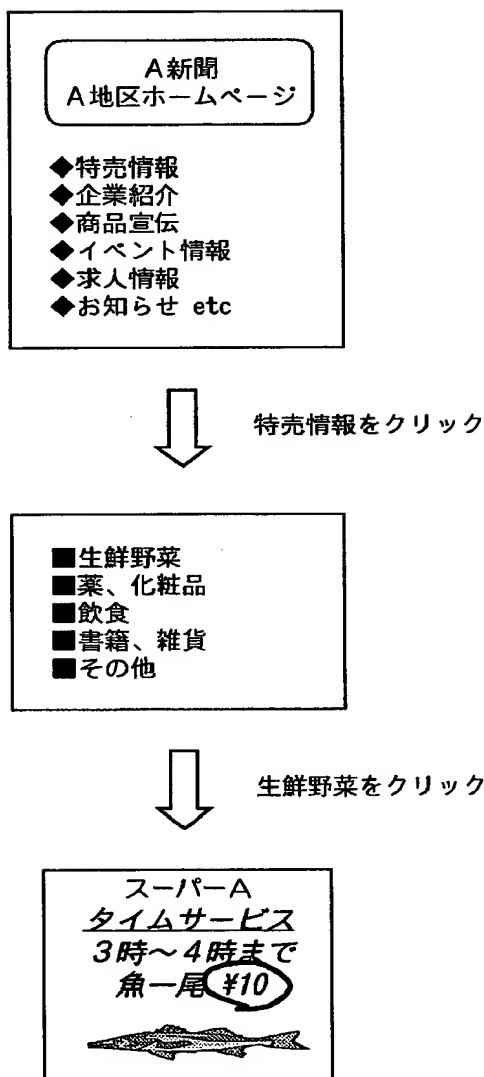 A新聞
A地区ホームページ
◆特売情報
◆企業紹介
◆商品宣伝
◆イベント情報
◆求人情報
◆お知らせ etc
特売情報をクリック
■生鮮野菜
■薬、化粧品
■飲食
■書籍、雑貨
■その他
生鮮野菜をクリック
スーパーA
タイムサービス
3時～4時まで
魚一尾 ¥10